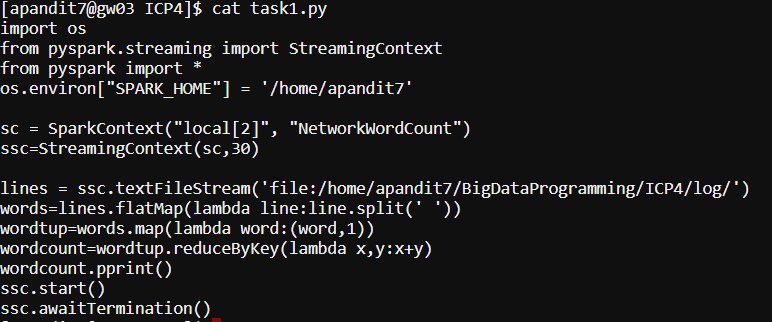 [apandit7@gw03 ICP4]$ cat task1.py
import os
from pyspark.streaming import StreamingContext
from pyspark import *
os.environ["SPARK_HOME"] = '/home/apandit7'
sc = SparkContext("local[2]", "NetworkWordCount")
ssc=StreamingContext(sc,30)
lines = ssc.textFileStream('file:/home/apandit7/BigDataProgramming/ICP4/log/')
words=lines.flatMap(lambda line:line.split(' '))
wordtup=words.map(lambda word:(word,1))
wordcount=wordtup.reduceByKey(lambda x,y:x+y)
wordcount.pprint()
ssc.start()
ssc.awaitTermination()